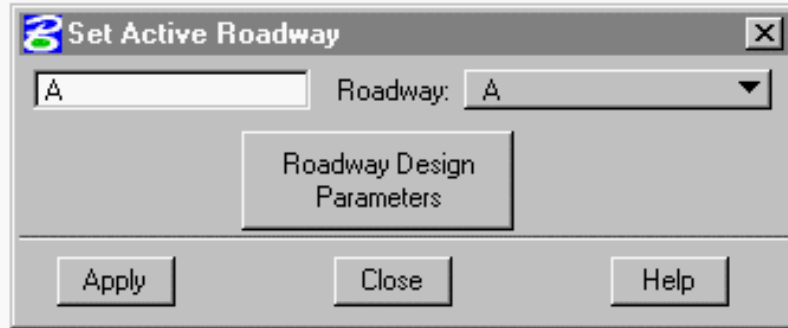 Set Active Roadway
A Roadway: A
Roadway Design
Parameters
Apply Close Help